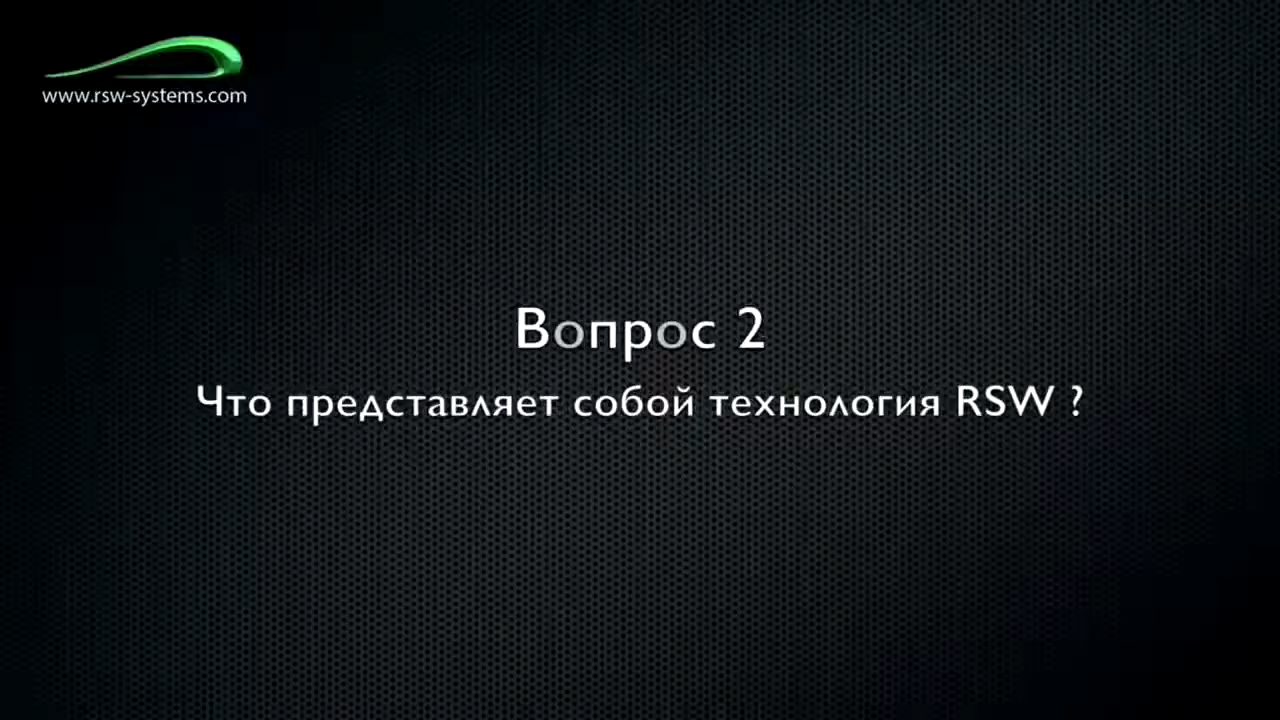 www.rsw-systems.com
Вопрос 2
Что представляет собой технология RSW ?